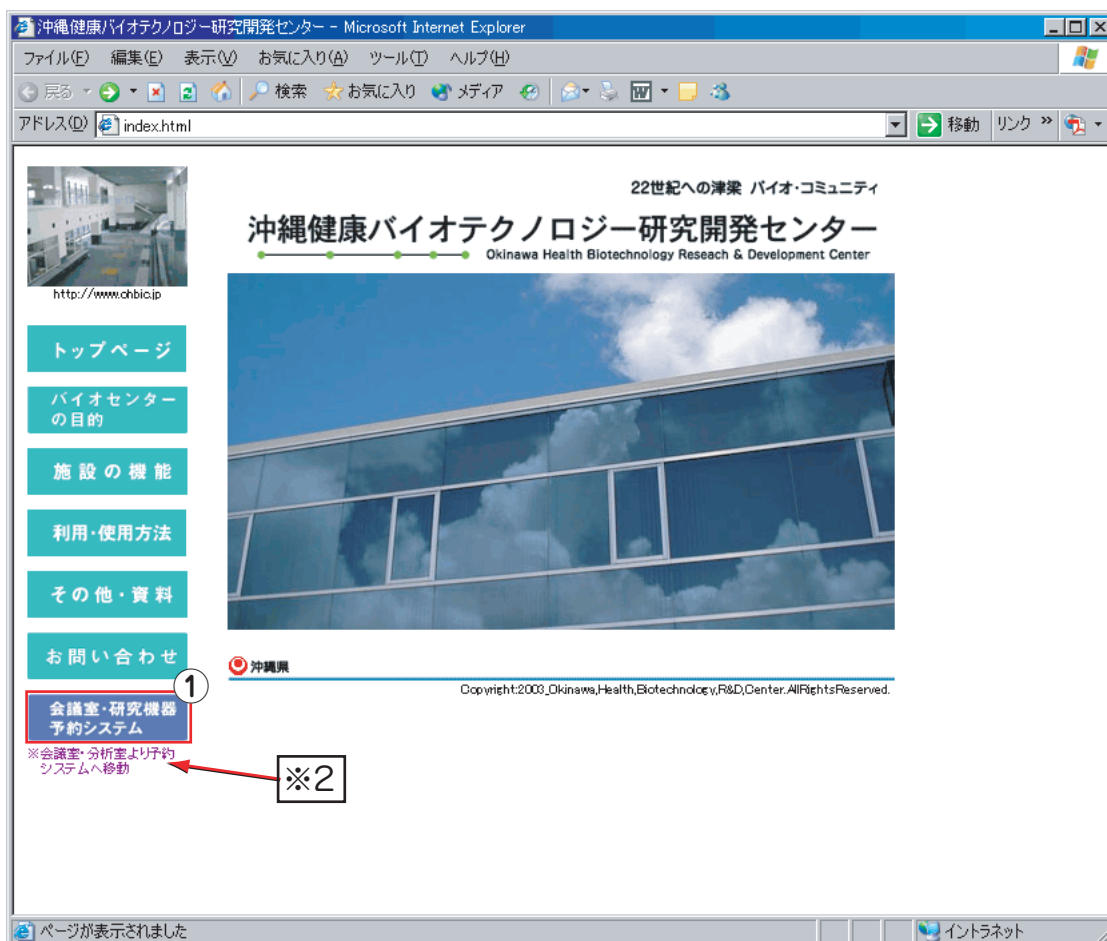 沖縄健康バイオテクノロジー研究開発センター - Microsoft Internet Explorer
ファイル(F) 編集(E) 表示(V) お気に入り(A) ツール(T) ヘルプ(H)
戻る 検索 お気に入り メディア
アドレス(D) index.html 移動 リンク »
22世紀への津梁 バイオ・コミュニティ
沖縄健康バイオテクノロジー研究開発センター
Okinawa Health Biotechnology Reseach & Development Center
http://www.ohbic.jp
トップページ
バイオセンター
の目的
施設の機能
利用・使用方法
その他・資料
お問い合わせ
①
会議室・研究機器
予約システム
※会議室・分析室より予約
システムへ移動
※2
沖縄県
Copyright:2003_Okinawa,Health,Biotechnology,R&D,Center.AllRightsReserved.
ページが表示されました イントラネット